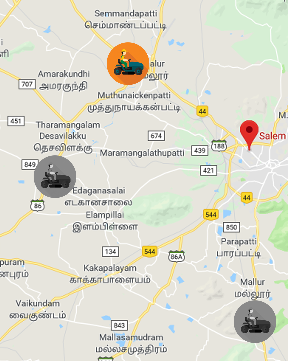 Semmandapatti
செம்மாண்டப்பட்டி
alur
லூர்
Amarakundhi
அமரகுந்தி
707
Muthunaickenpatti
முத்துநாயக்கன்பட்டி
44
451
Tharamangalam
Desavilakku
தெசவிளக்கு
674
188
Salem
Maramangalathupatti
439
849
421
Edaganasalai
எடகானசாலை
44
86
Elampillai
இளம்பிள்ளை
544
850
Parapatti
பாரப்பட்டி
134
544
86A
puram
னபுரம்
Kakapalayam
காக்காபாளையம்
Mallur
மல்லூர்
Vaikundam
வைகுண்டம்
843
Mallasamudram
மல்லசமுத்திரம்